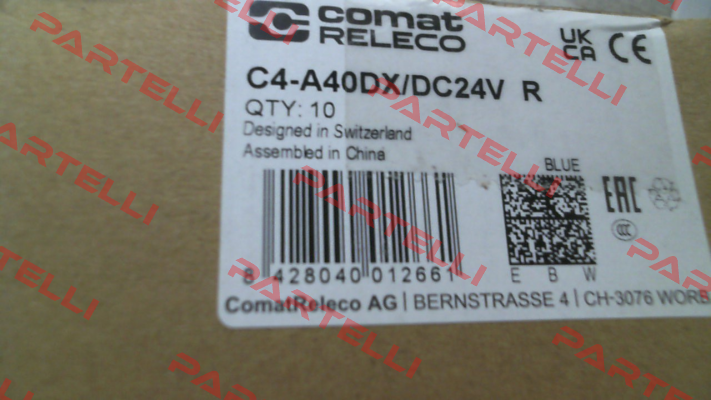 comat
RELECO
UK
CA CE
C4-A40DX/DC24V R
QTY: 10
Designed in Switzerland
Assembled in China
BLUE
EAC
CCC
8 428040 012661
E B W
ComatReleco AG | BERNSTRASSE 4 | CH-3076 WORB
PARTELLI
PARTELLI
PARTELLI
PARTELLI
PARTELLI
PARTELLI
PARTELLI